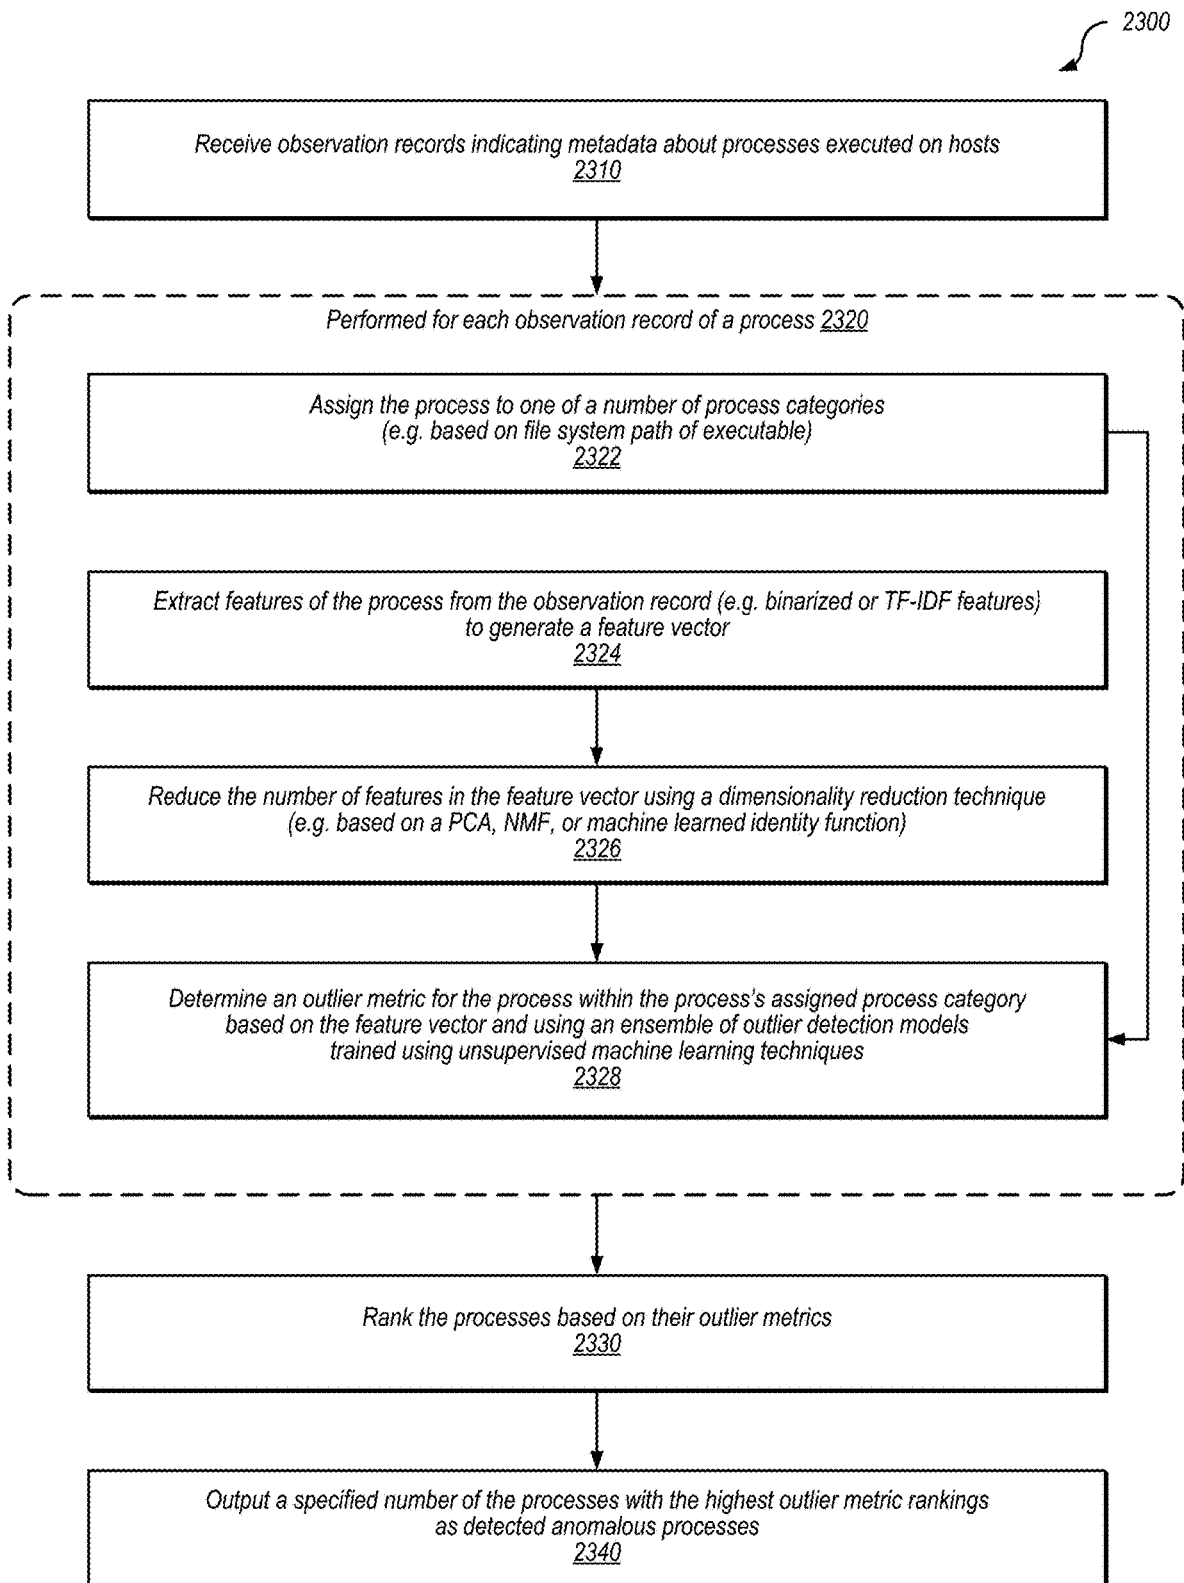 2300
Receive observation records indicating metadata about processes executed on hosts
2310
Performed for each observation record of a process 2320
Assign the process to one of a number of process categories
(e.g. based on file system path of executable)
2322
Extract features of the process from the observation record (e.g. binarized or TF-IDF features)
to generate a feature vector
2324
Reduce the number of features in the feature vector using a dimensionality reduction technique
(e.g. based on a PCA, NMF, or machine learned identity function)
2326
Determine an outlier metric for the process within the process's assigned process category
based on the feature vector and using an ensemble of outlier detection models
trained using unsupervised machine learning techniques
2328
Rank the processes based on their outlier metrics
2330
Output a specified number of the processes with the highest outlier metric rankings
as detected anomalous processes
2340